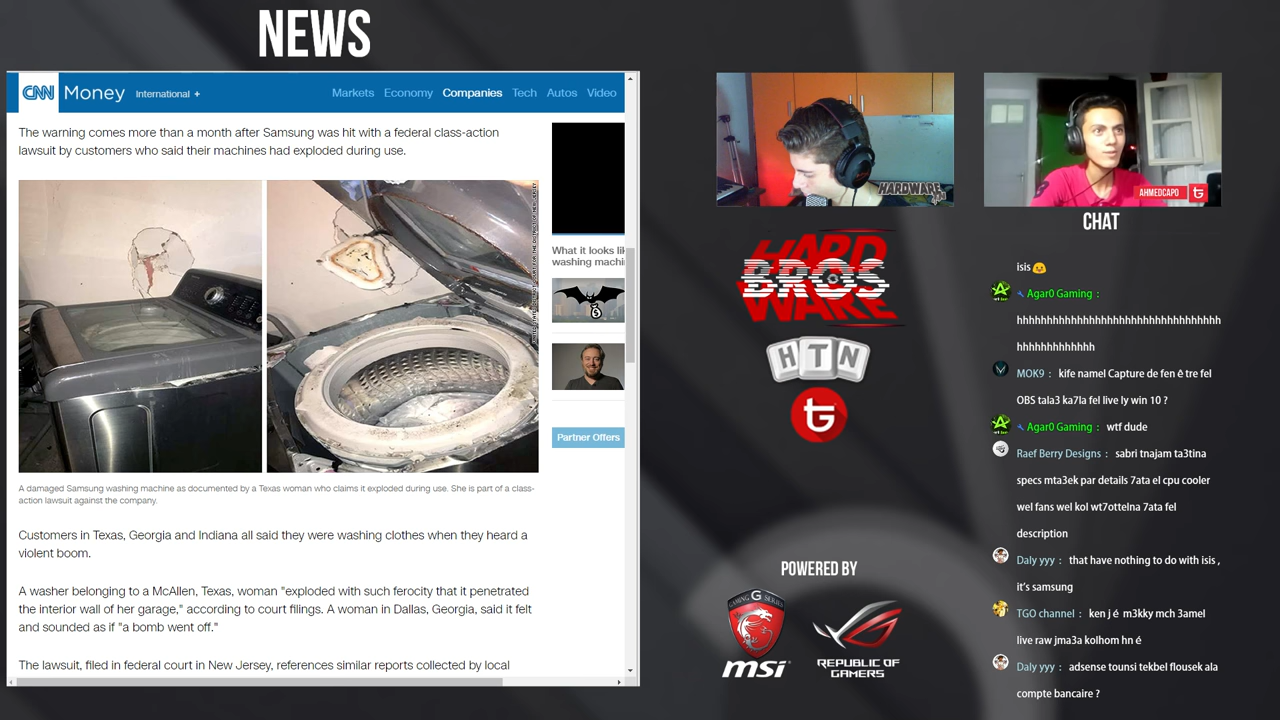 NEWS
CNN Money International + Markets Economy Companies Tech Autos Video
The warning comes more than a month after Samsung was hit with a federal class-action
lawsuit by customers who said their machines had exploded during use.
What it looks
washing
Partner Offers
A damaged Samsung washing machine as documented by a Texas woman who claims it exploded during use. She is part of a class-
action lawsuit against the company.
Customers in Texas, Georgia and Indiana all said they were washing clothes when they heard a
violent boom.
A washer belonging to a McAllen, Texas, woman "exploded with such ferocity that it penetrated
the interior wall of her garage," according to court filings. A woman in Dallas, Georgia, said it felt
and sounded as if "a bomb went off."
The lawsuit, filed in federal court in New Jersey, references similar reports collected by local
HARDWARE
AHMEDCAPO
HARD
BROS
WARE
HTN
POWERED BY
GAMING G SERIES
msi
REPUBLIC OF
GAMERS
CHAT
isis
Agar0 Gaming :
hhhhhhhhhhhhhhhhhhhhhhhhhhhhhhhhhh
hhhhhhhhhhhhh
MOK9 : kife namel Capture de fen ê tre fel
OBS tala3 ka7la fel live ly win 10 ?
Agar0 Gaming : wtf dude
Raef Berry Designs : sabri tnajam ta3tina
specs mta3ek par details 7ata el cpu cooler
wel fans wel kol wt7ottelna 7ata fel
description
Daly yyy : that have nothing to do with isis ,
it's samsung
TGO channel : ken j é m3kky mch 3amel
live raw jma3a kolhom hn é
Daly yyy : adsense tounsi tekbel flousek ala
compte bancaire ?